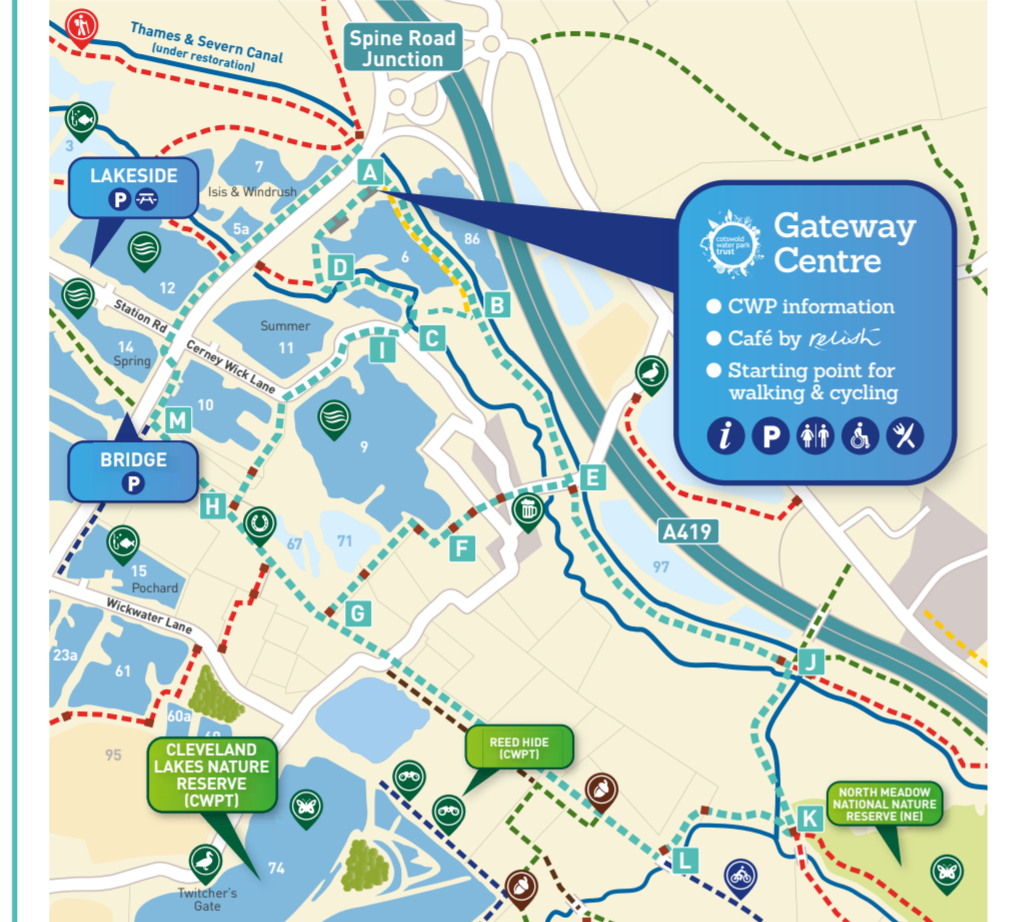 Thames & Severn Canal
(under restoration)
Spine Road
Junction
3
7
Isis & Windrush
A
LAKESIDE
P
5a
86
6
D
12
B
cotswold
water park
trust
Gateway
Centre
CWP information
Café by relish
Starting point for
walking & cycling
i
P
Station Rd
Summer
11
C
I
14
Spring
Cerney Wick Lane
10
M
9
BRIDGE
P
E
H
A419
67
71
F
97
15
Pochard
Wickwater Lane
G
23a
61
J
60a
95
CLEVELAND
LAKES NATURE
RESERVE
(CWPT)
REED HIDE
(CWPT)
NORTH MEADOW
NATIONAL NATURE
RESERVE (NE)
K
L
74
Twitcher's
Gate